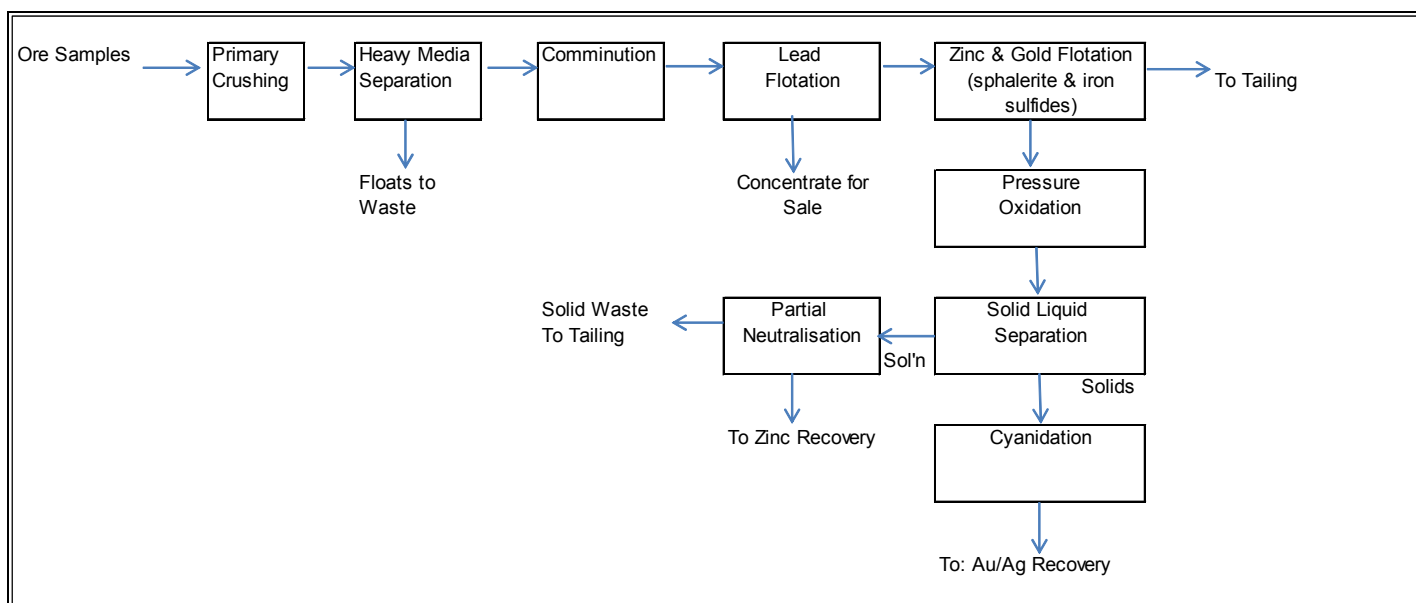 Ore Samples
Primary
Crushing
Heavy Media
Separation
Comminution
Lead
Flotation
Zinc & Gold Flotation
(sphalerite & iron
sulfides)
To Tailing
Floats to
Waste
Concentrate for
Sale
Pressure
Oxidation
Solid Waste
To Tailing
Partial
Neutralisation
Sol'n
Solid Liquid
Separation
Solids
To Zinc Recovery
Cyanidation
To: Au/Ag Recovery